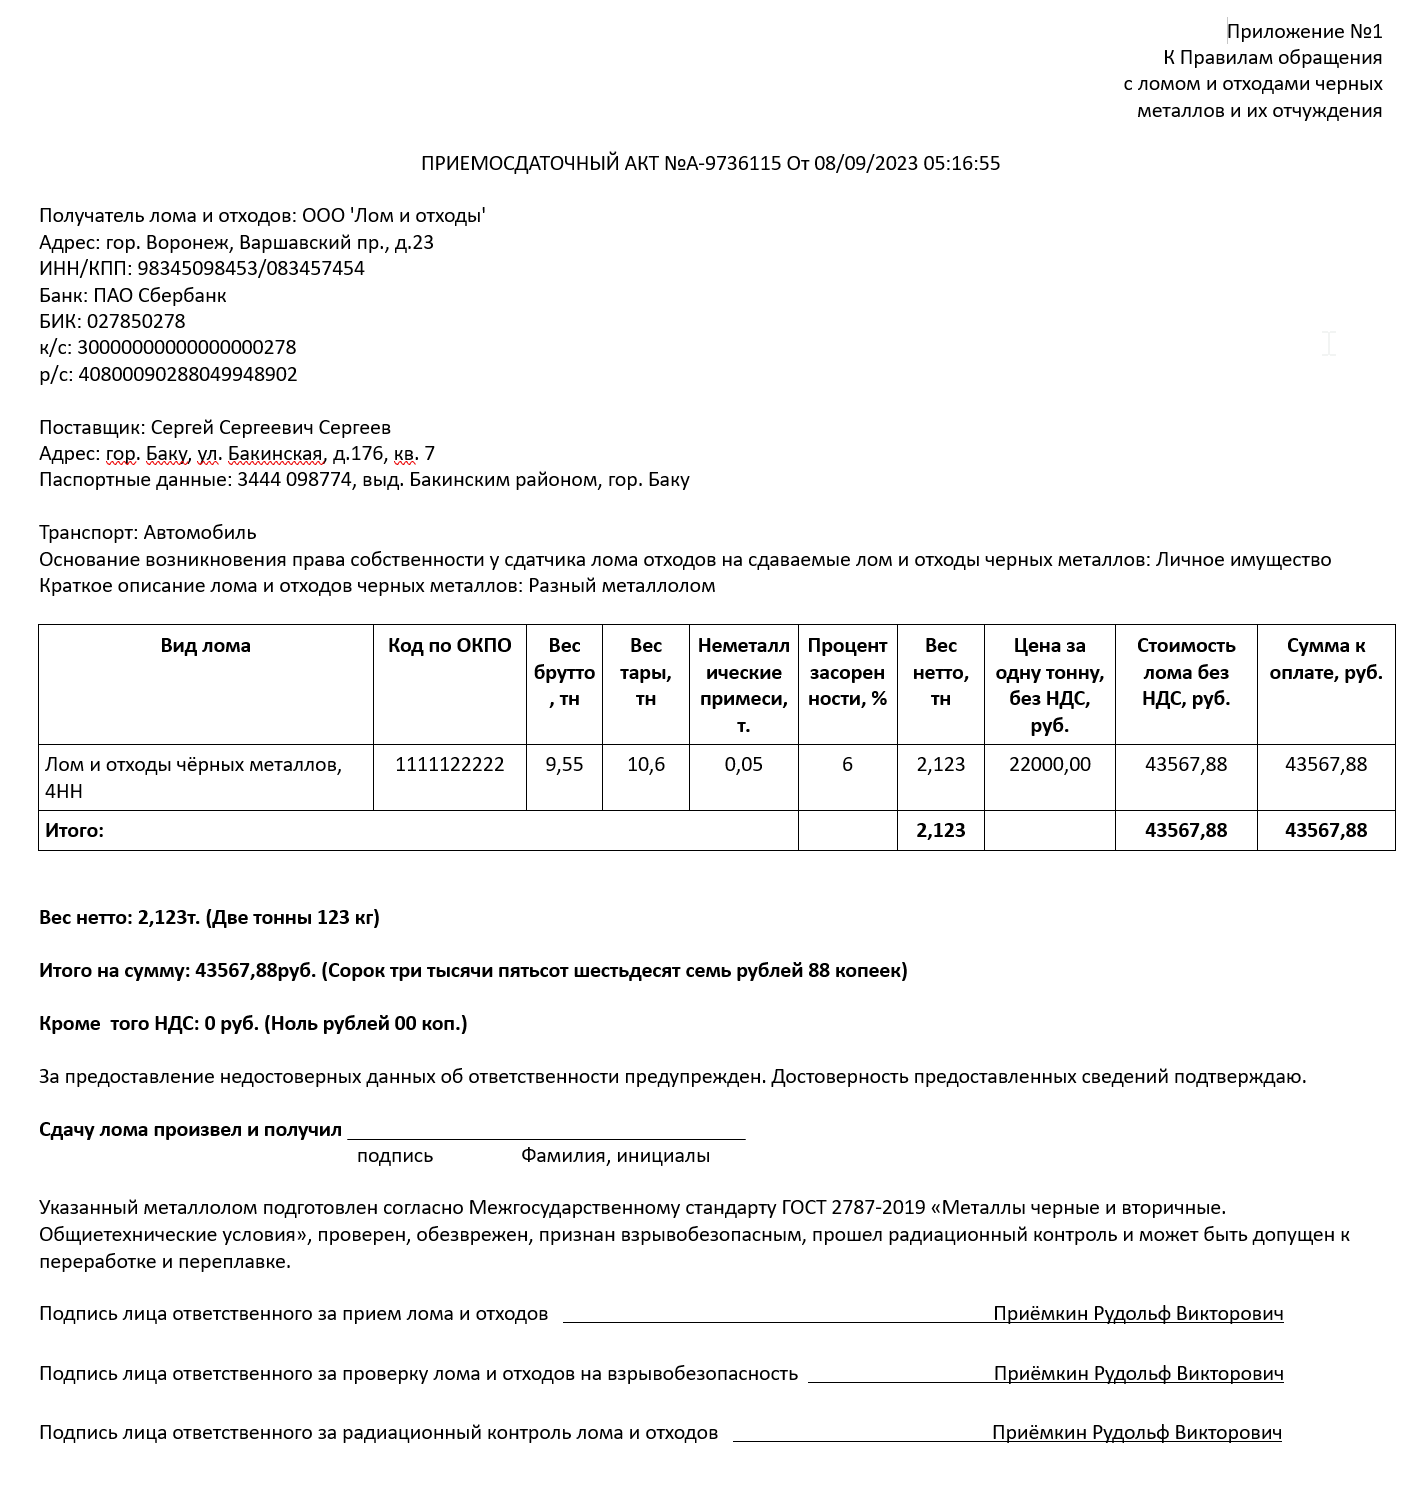 Приложение №1
К Правилам обращения
с ломом и отходами черных
металлов и их отчуждения
ПРИЕМОСДАТОЧНЫЙ АКТ №А-9736115 От 08/09/2023 05:16:55
Получатель лома и отходов: ООО 'Лом и отходы'
Адрес: гор. Воронеж, Варшавский пр., д.23
ИНН/КПП: 98345098453/083457454
Банк: ПАО Сбербанк
БИК: 027850278
к/с: 30000000000000000278
р/с: 40800090288049948902
Поставщик: Сергей Сергеевич Сергеев
Адрес: гор. Баку, ул. Бакинская, д.176, кв. 7
Паспортные данные: 3444 098774, выд. Бакинским районом, гор. Баку
Транспорт: Автомобиль
Основание возникновения права собственности у сдатчика лома отходов на сдаваемые лом и отходы черных металлов: Личное имущество
Краткое описание лома и отходов черных металлов: Разный металлолом
Вид лома
Код по ОКПО
Вес
брутто
, тн
Вес
тары,
тн
Неметалл
ические
примеси,
т.
Процент
засорен
ности, %
Вес
нетто,
тн
Цена за
одну тонну,
без НДС,
руб.
Стоимость
лома без
НДС, руб.
Сумма к
оплате, руб.
Лом и отходы чёрных металлов,
4НН
1111122222
9,55
10,6
0,05
6
2,123
22000,00
43567,88
43567,88
Итого:
2,123
43567,88
43567,88
Вес нетто: 2,123т. (Две тонны 123 кг)
Итого на сумму: 43567,88руб. (Сорок три тысячи пятьсот шестьдесят семь рублей 88 копеек)
Кроме  того НДС: 0 руб. (Ноль рублей 00 коп.)
За предоставление недостоверных данных об ответственности предупрежден. Достоверность предоставленных сведений подтверждаю.
Сдачу лома произвел и получил
подпись Фамилия, инициалы
Указанный металлолом подготовлен согласно Межгосударственному стандарту ГОСТ 2787-2019 «Металлы черные и вторичные.
Общиетехнические условия», проверен, обезврежен, признан взрывобезопасным, прошел радиационный контроль и может быть допущен к
переработке и переплавке.
Подпись лица ответственного за прием лома и отходов Приёмкин Рудольф Викторович
Подпись лица ответственного за проверку лома и отходов на взрывобезопасность Приёмкин Рудольф Викторович
Подпись лица ответственного за радиационный контроль лома и отходов Приёмкин Рудольф Викторович